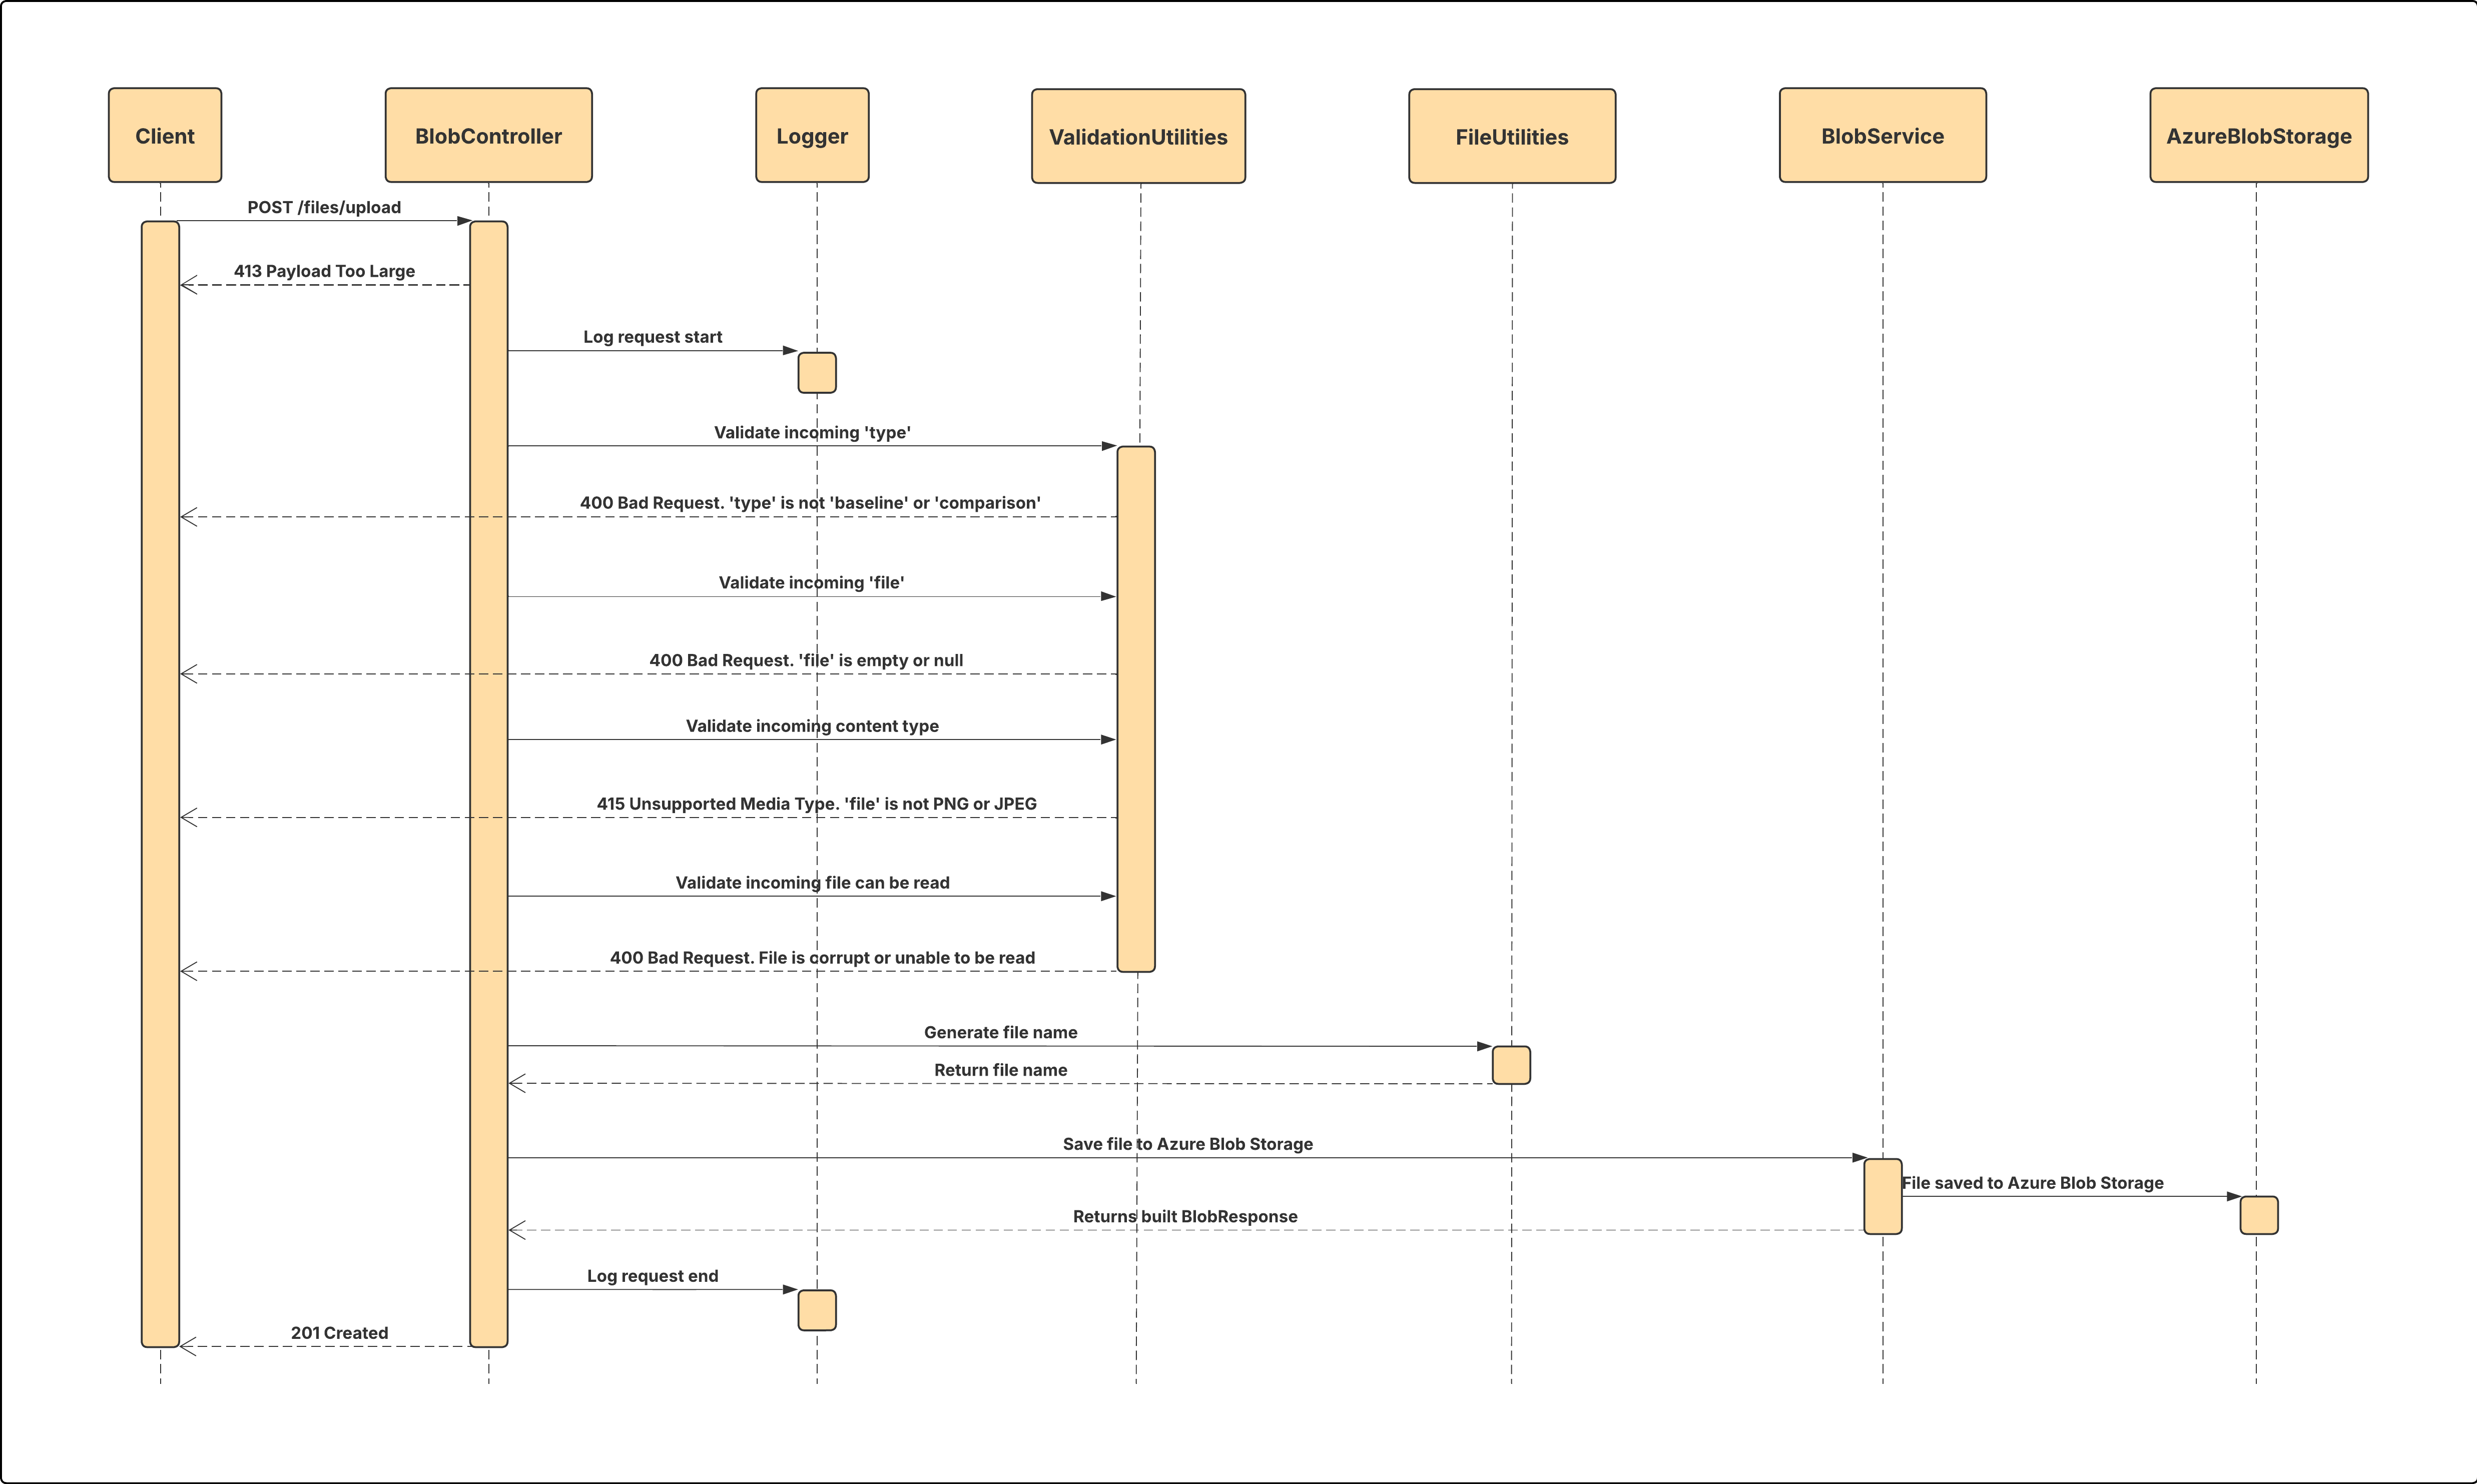 Client
BlobController
Logger
ValidationUtilities
FileUtilities
BlobService
AzureBlobStorage
POST /files/upload
413 Payload Too Large
Log request start
Validate incoming 'type'
400 Bad Request. 'type' is not 'baseline' or 'comparison'
Validate incoming 'file'
400 Bad Request. 'file' is empty or null
Validate incoming content type
415 Unsupported Media Type. 'file' is not PNG or JPEG
Validate incoming file can be read
400 Bad Request. File is corrupt or unable to be read
Generate file name
Return file name
Save file to Azure Blob Storage
File saved to Azure Blob Storage
Returns built BlobResponse
Log request end
201 Created